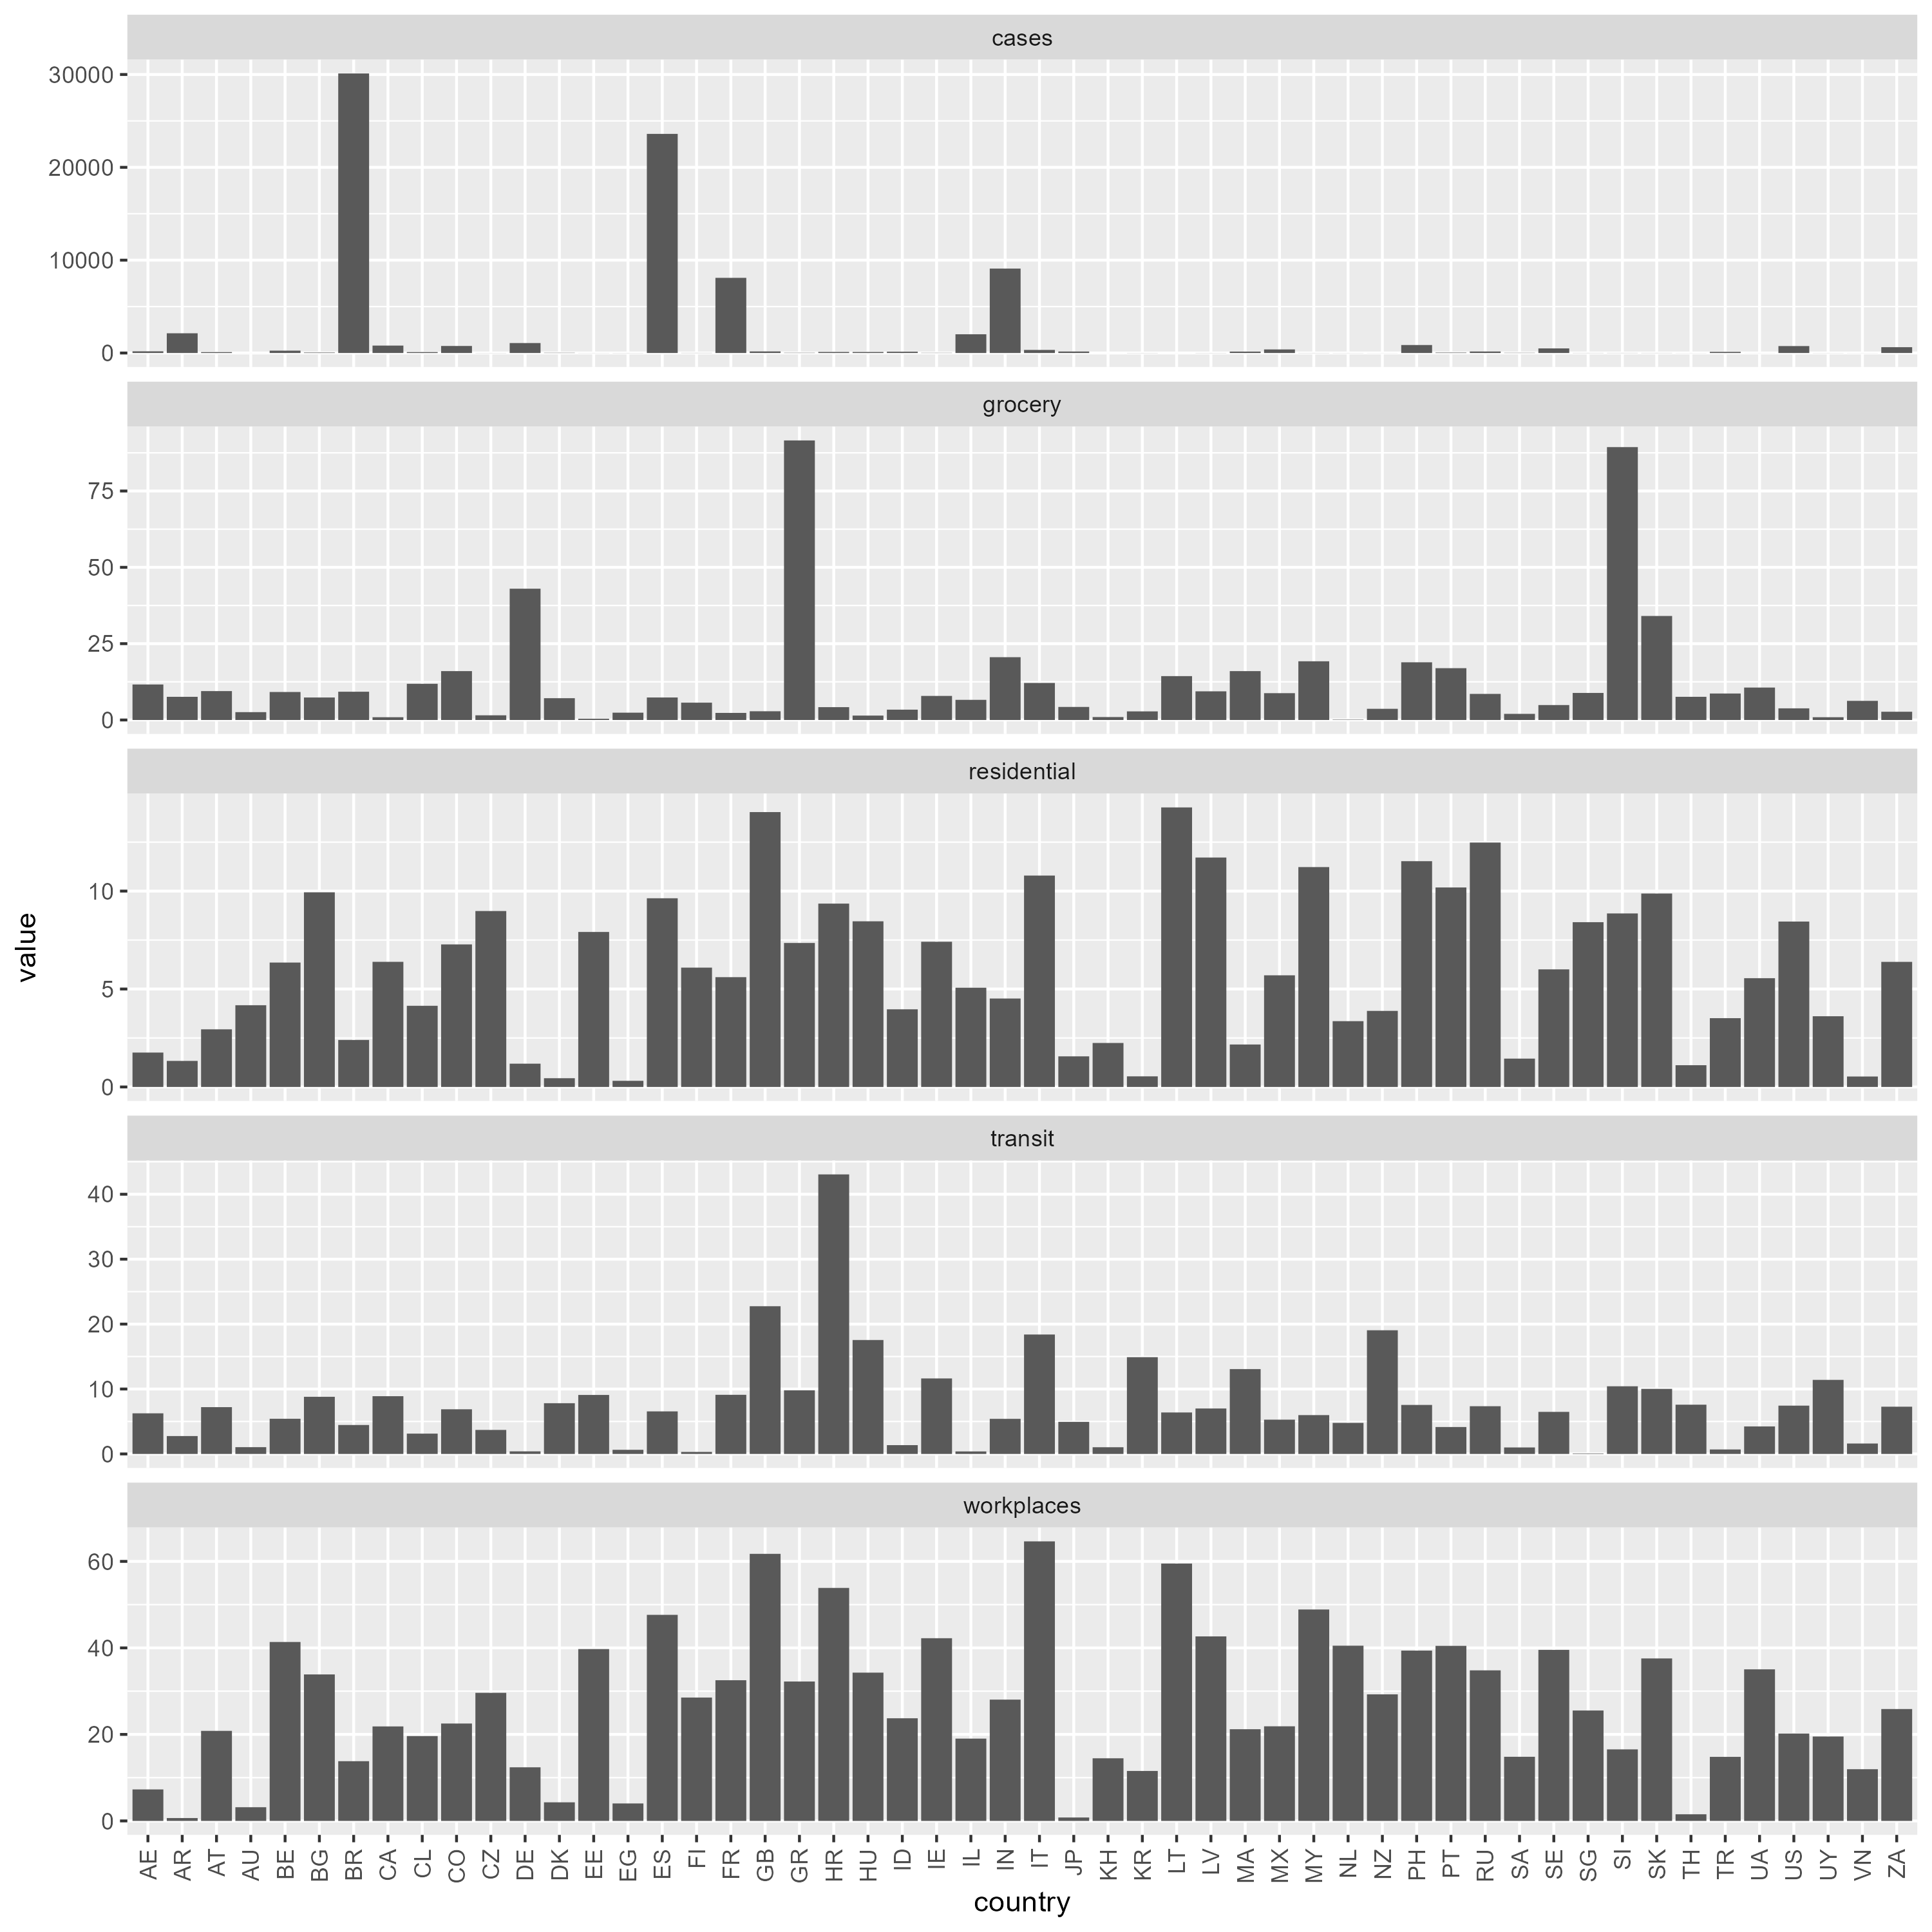 cases
30000
20000
10000
0
grocery
75
50
25
0
residential
10
5
0
transit
40
30
20
10
0
workplaces
60
40
20
0
value
AE AR AT AU BE BG BR CA CL CO CZ DE DK EE EG ES FI FR GB GR HR HU ID IE IL IN IT JP KH KR LT LV MA MX MY NL NZ PH PT RU SA SE SG SI SK TH TR UA US UY VN ZA
country